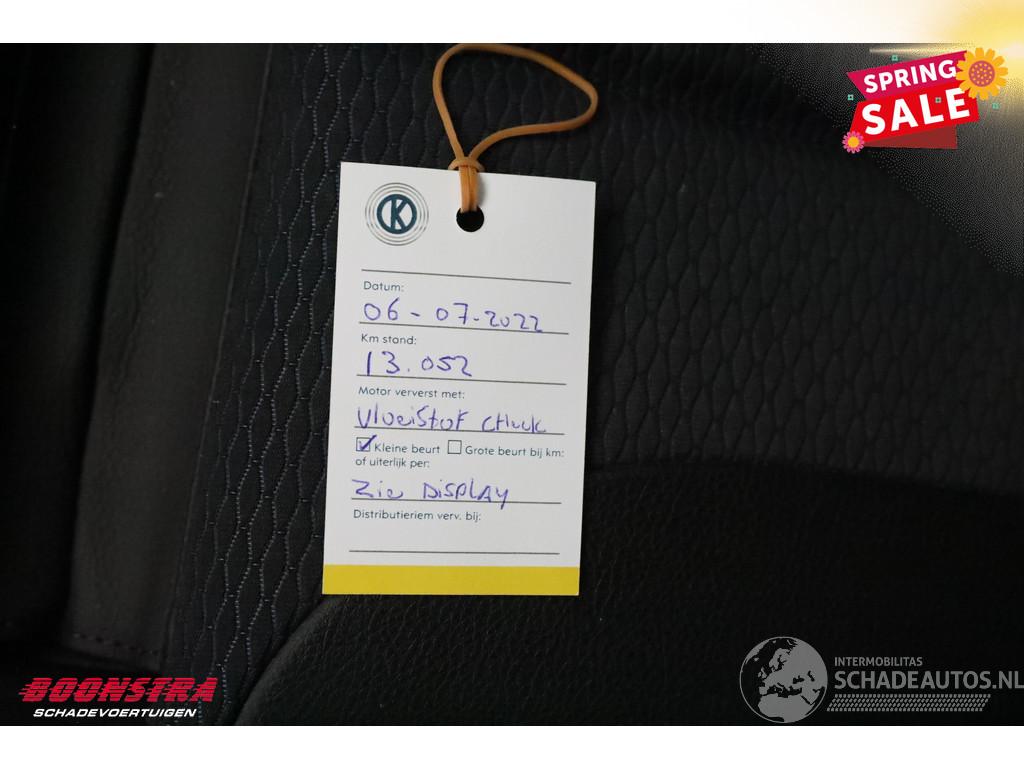 SPRING
SALE
K
Datum:
06-07-2022
Km stand:
13.052
Motor ververst met:
Vloeistof CHeck
Kleine beurt Grote beurt bij km:
of uiterlijk per:
Zie DISPLAY
Distributieriem verv. bij:
BOONSTRA
SCHADEVOERTUIGEN
INTERMOBILITAS
SCHADEAUTOS.NL